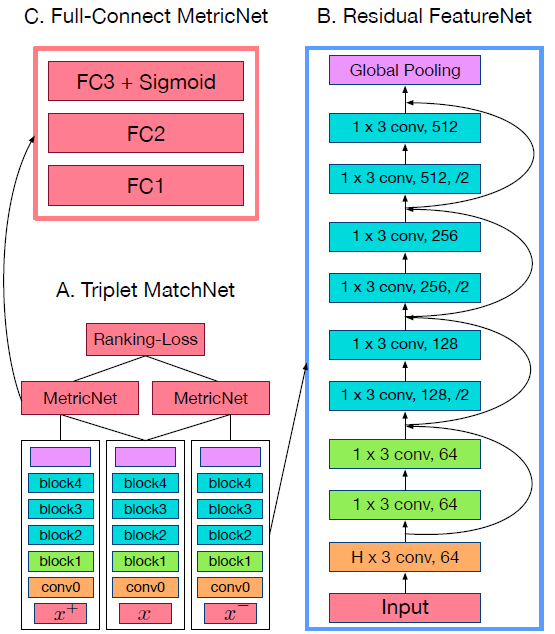 C. Full-Connect MetricNet
FC3 + Sigmoid
FC2
FC1
A. Triplet MatchNet
Ranking-Loss
MetricNet
MetricNet
block4
block3
block2
block1
conv0
x⁺
block4
block3
block2
block1
conv0
x
block4
block3
block2
block1
conv0
x⁻
B. Residual FeatureNet
Global Pooling
1 x 3 conv, 512
1 x 3 conv, 512, /2
1 x 3 conv, 256
1 x 3 conv, 256, /2
1 x 3 conv, 128
1 x 3 conv, 128, /2
1 x 3 conv, 64
1 x 3 conv, 64
H x 3 conv, 64
Input